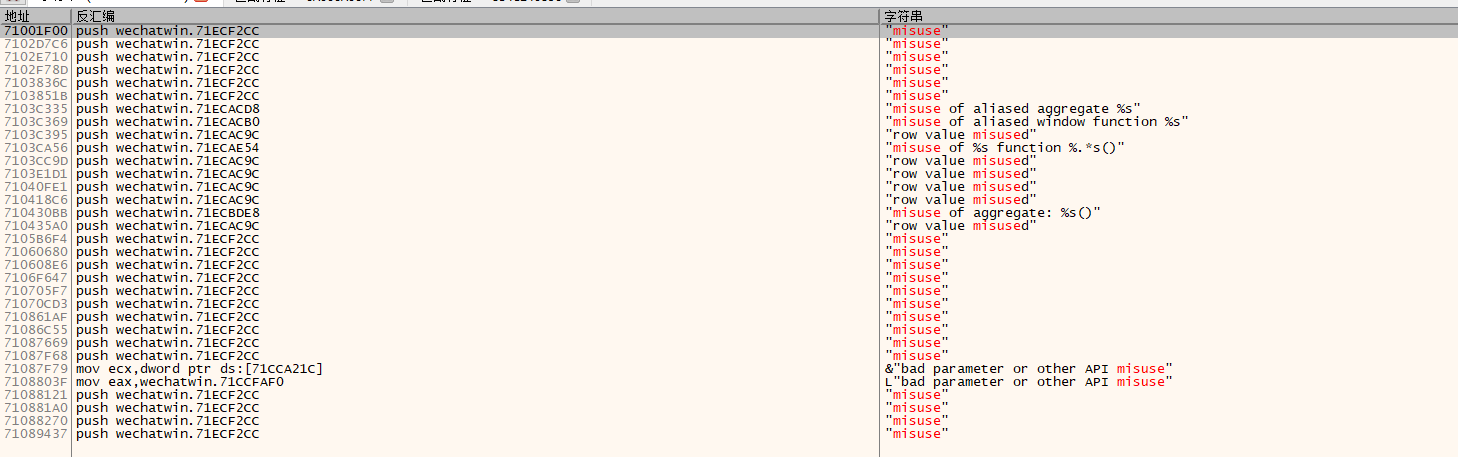 地址 反汇编 字符串
71001F00 push wechatwin.71ECF2CC "misuse"
7102D7C6 push wechatwin.71ECF2CC "misuse"
7102E710 push wechatwin.71ECF2CC "misuse"
7102F78D push wechatwin.71ECF2CC "misuse"
7103836C push wechatwin.71ECF2CC "misuse"
7103851B push wechatwin.71ECF2CC "misuse"
7103C335 push wechatwin.71ECACD8 "misuse of aliased aggregate %s"
7103C369 push wechatwin.71ECACB0 "misuse of aliased window function %s"
7103C395 push wechatwin.71ECAC9C "row value misused"
7103CA56 push wechatwin.71ECAE54 "misuse of %s function %.*s()"
7103CC9D push wechatwin.71ECAC9C "row value misused"
7103E1D1 push wechatwin.71ECAC9C "row value misused"
71040FE1 push wechatwin.71ECAC9C "row value misused"
710418C6 push wechatwin.71ECAC9C "row value misused"
710430BB push wechatwin.71ECBDE8 "misuse of aggregate: %s()"
710435A0 push wechatwin.71ECAC9C "row value misused"
7105B6F4 push wechatwin.71ECF2CC "misuse"
71060680 push wechatwin.71ECF2CC "misuse"
710608E6 push wechatwin.71ECF2CC "misuse"
7106F647 push wechatwin.71ECF2CC "misuse"
710705F7 push wechatwin.71ECF2CC "misuse"
71070CD3 push wechatwin.71ECF2CC "misuse"
710861AF push wechatwin.71ECF2CC "misuse"
71086C55 push wechatwin.71ECF2CC "misuse"
71087669 push wechatwin.71ECF2CC "misuse"
71087F68 push wechatwin.71ECF2CC "misuse"
71087F79 mov ecx,dword ptr ds:[71CCA21C] &"bad parameter or other API misuse"
7108803F mov eax,wechatwin.71CCFAF0 L"bad parameter or other API misuse"
71088121 push wechatwin.71ECF2CC "misuse"
710881A0 push wechatwin.71ECF2CC "misuse"
71088270 push wechatwin.71ECF2CC "misuse"
71089437 push wechatwin.71ECF2CC "misuse"